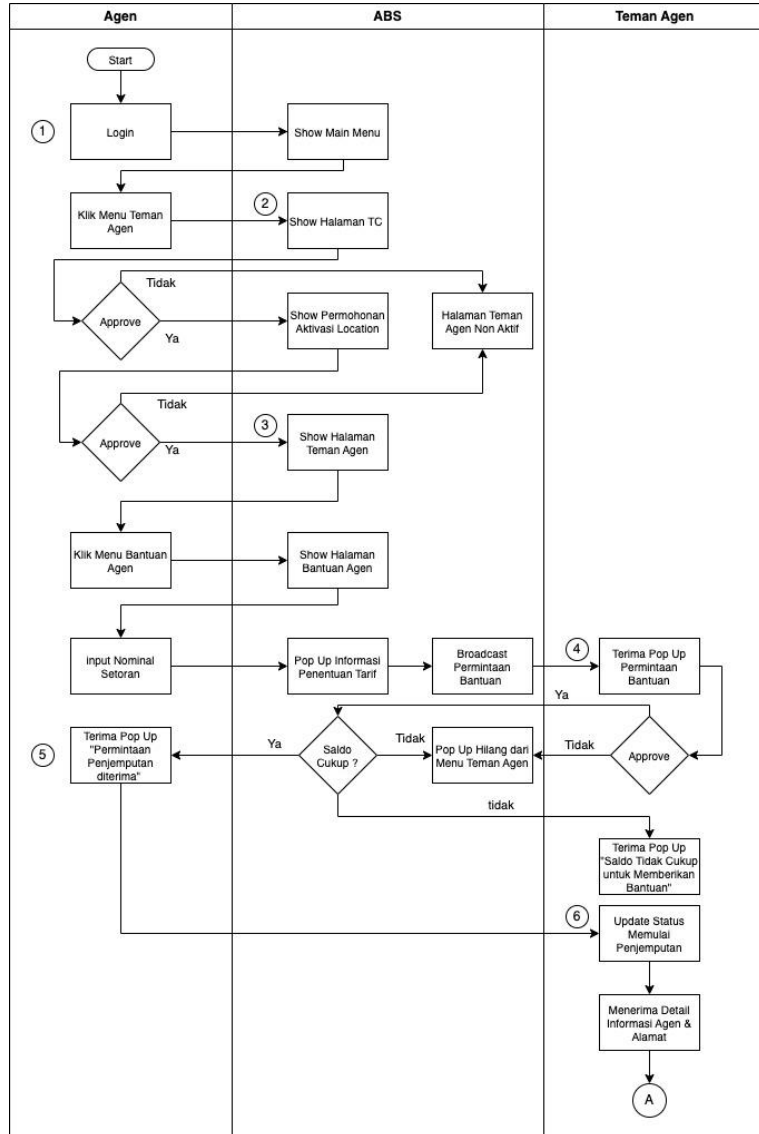 Agen
ABS
Teman Agen
Start
1
Login
Show Main Menu
Klik Menu Teman
Agen
2
Show Halaman TC
Tidak
Approve
Ya
Show Permohonan
Aktivasi Location
Halaman Teman
Agen Non Aktif
Tidak
Approve
Ya
3
Show Halaman
Teman Agen
Klik Menu Bantuan
Agen
Show Halaman
Bantuan Agen
input Nominal
Setoran
Pop Up Informasi
Penentuan Tarif
Broadcast
Permintaan
Bantuan
4
Terima Pop Up
Permintaan
Bantuan
Ya
5
Terima Pop Up
"Permintaan
Penjemputan
diterima"
Ya
Saldo
Cukup ?
Tidak
Pop Up Hilang dari
Menu Teman Agen
Tidak
Approve
tidak
Terima Pop Up
"Saldo Tidak Cukup
untuk Memberikan
Bantuan"
6
Update Status
Memulai
Penjemputan
Menerima Detail
Informasi Agen &
Alamat
A